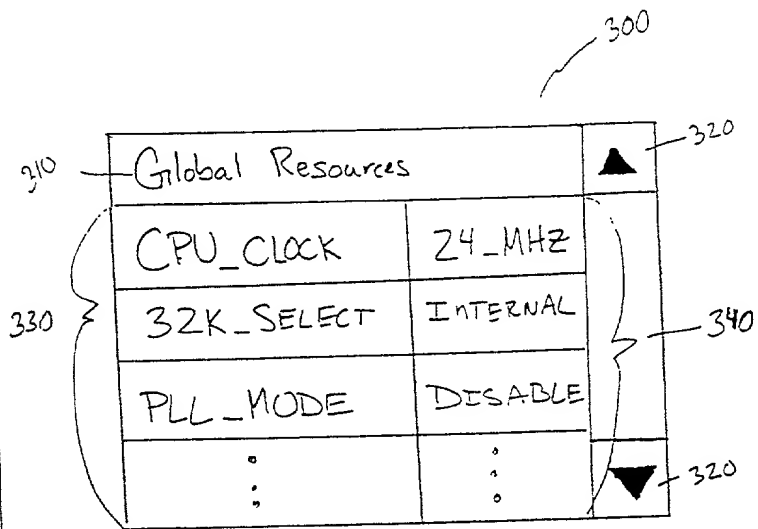 300
310 Global Resources 320
CPU_CLOCK 24_MHZ
32K_SELECT INTERNAL
330 340
PLL_MODE DISABLE
320